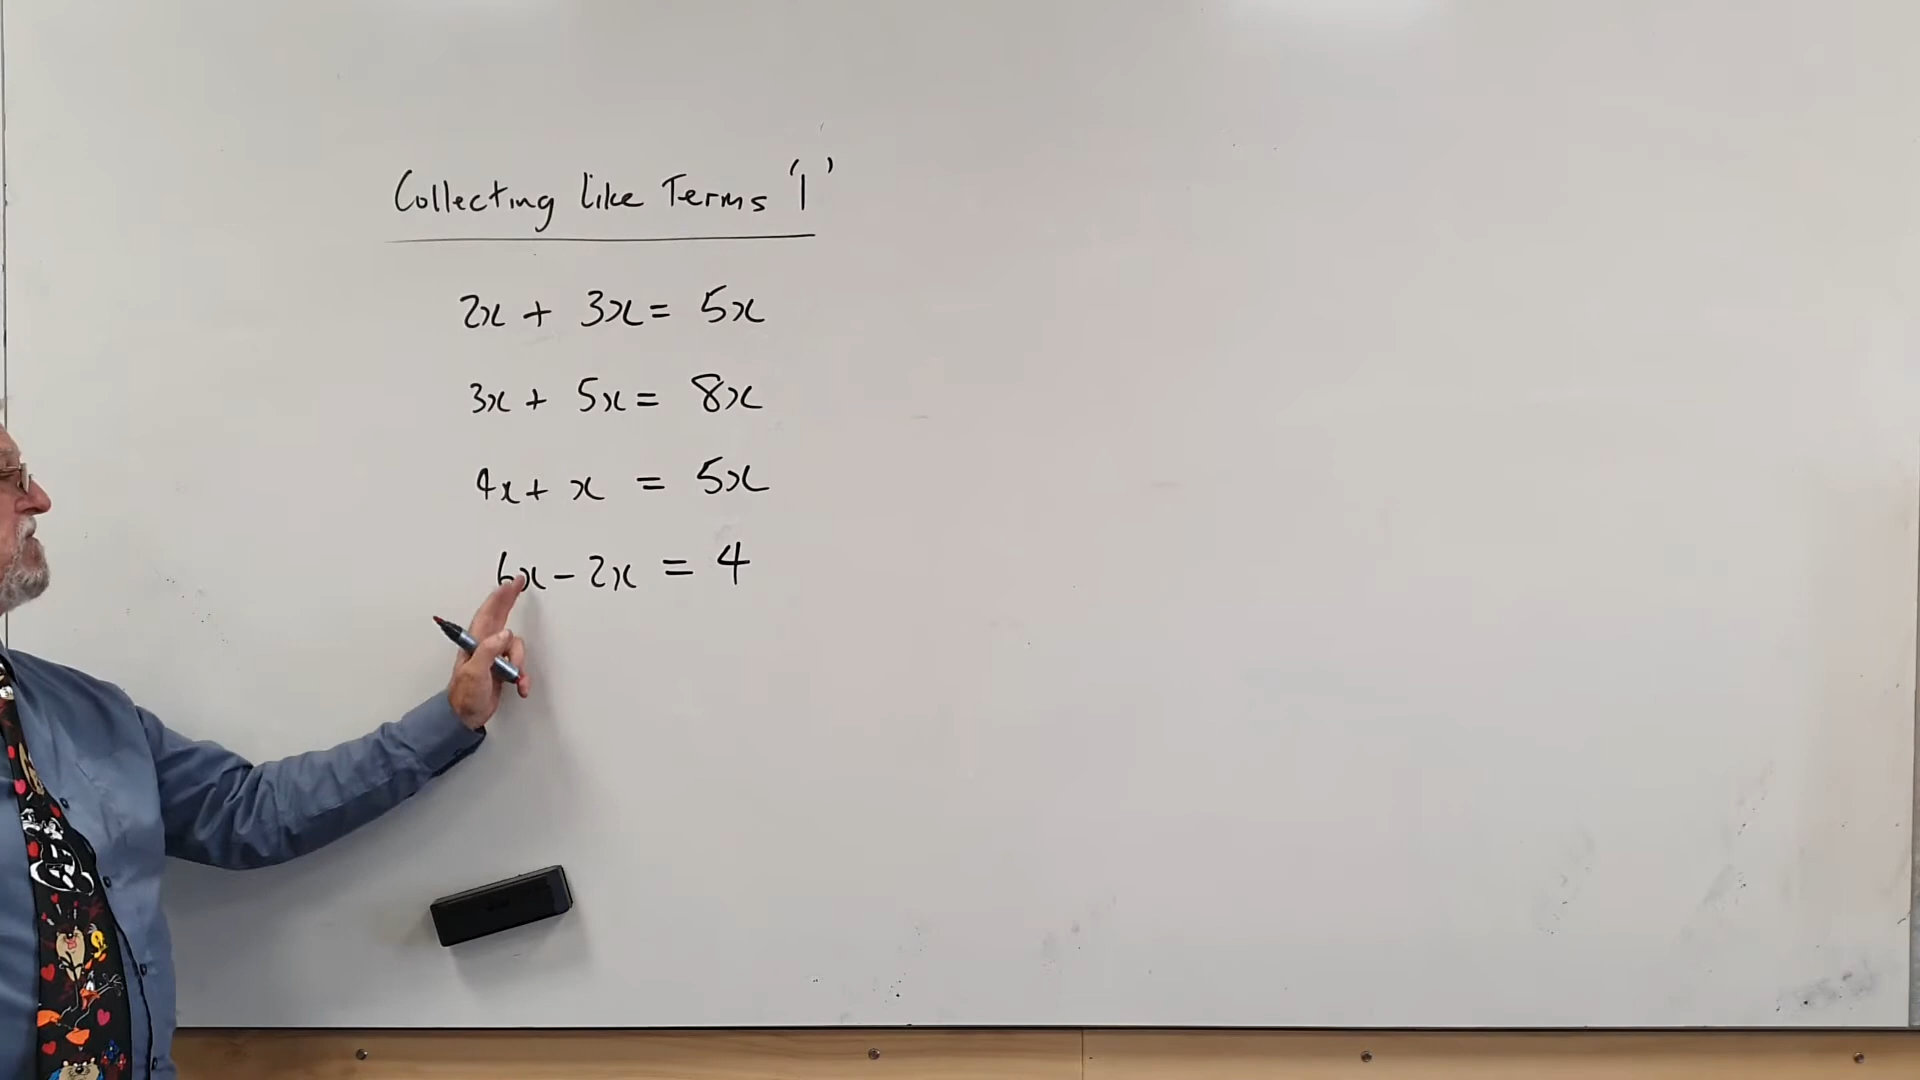 Collecting like Terms '1'
2x + 3x = 5x
3x + 5x = 8x
4x + x = 5x
6x - 2x = 4